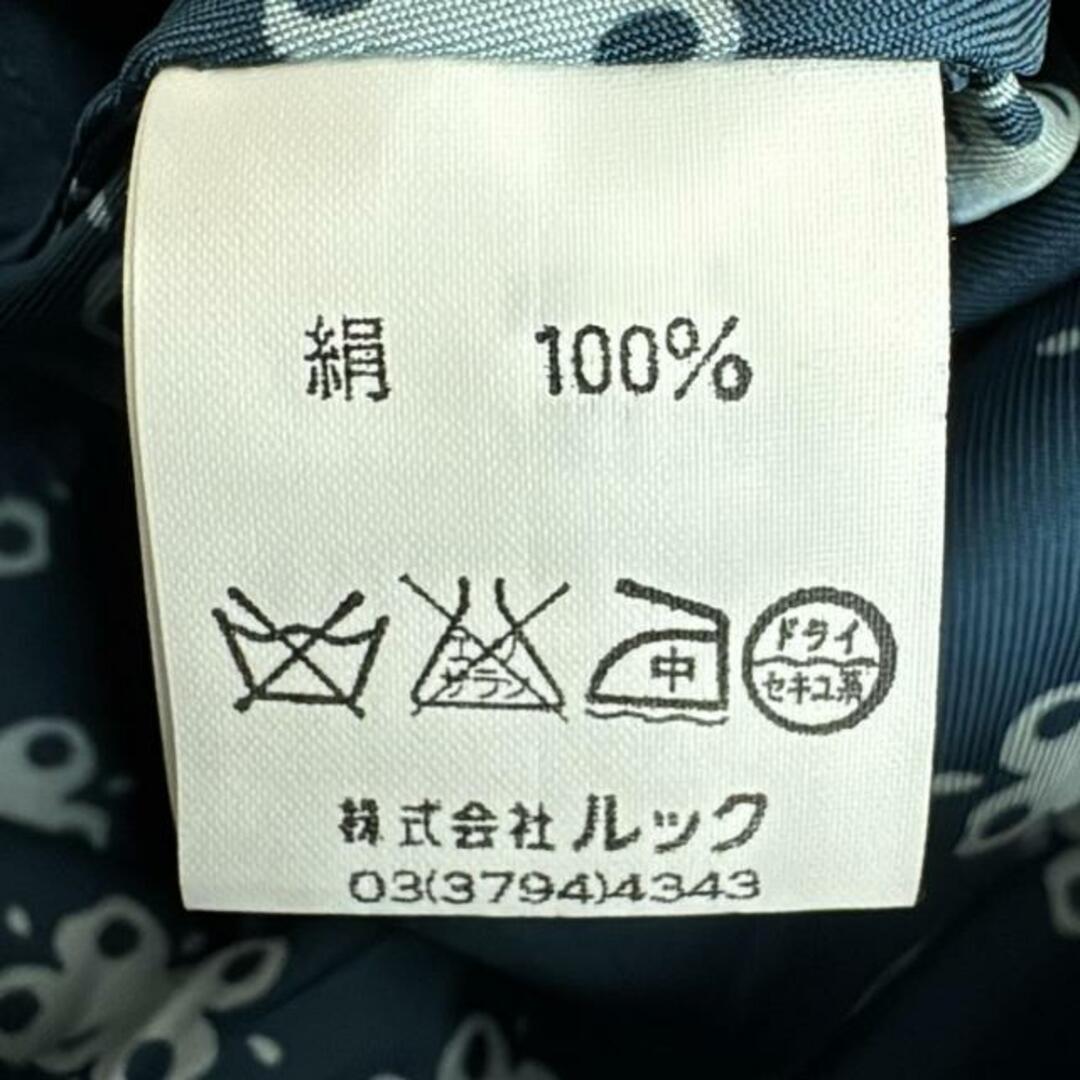 絹 100%
エンソ
サラシ
中
ドライ
セキユ系
株式会社ルック
03(3794)4343